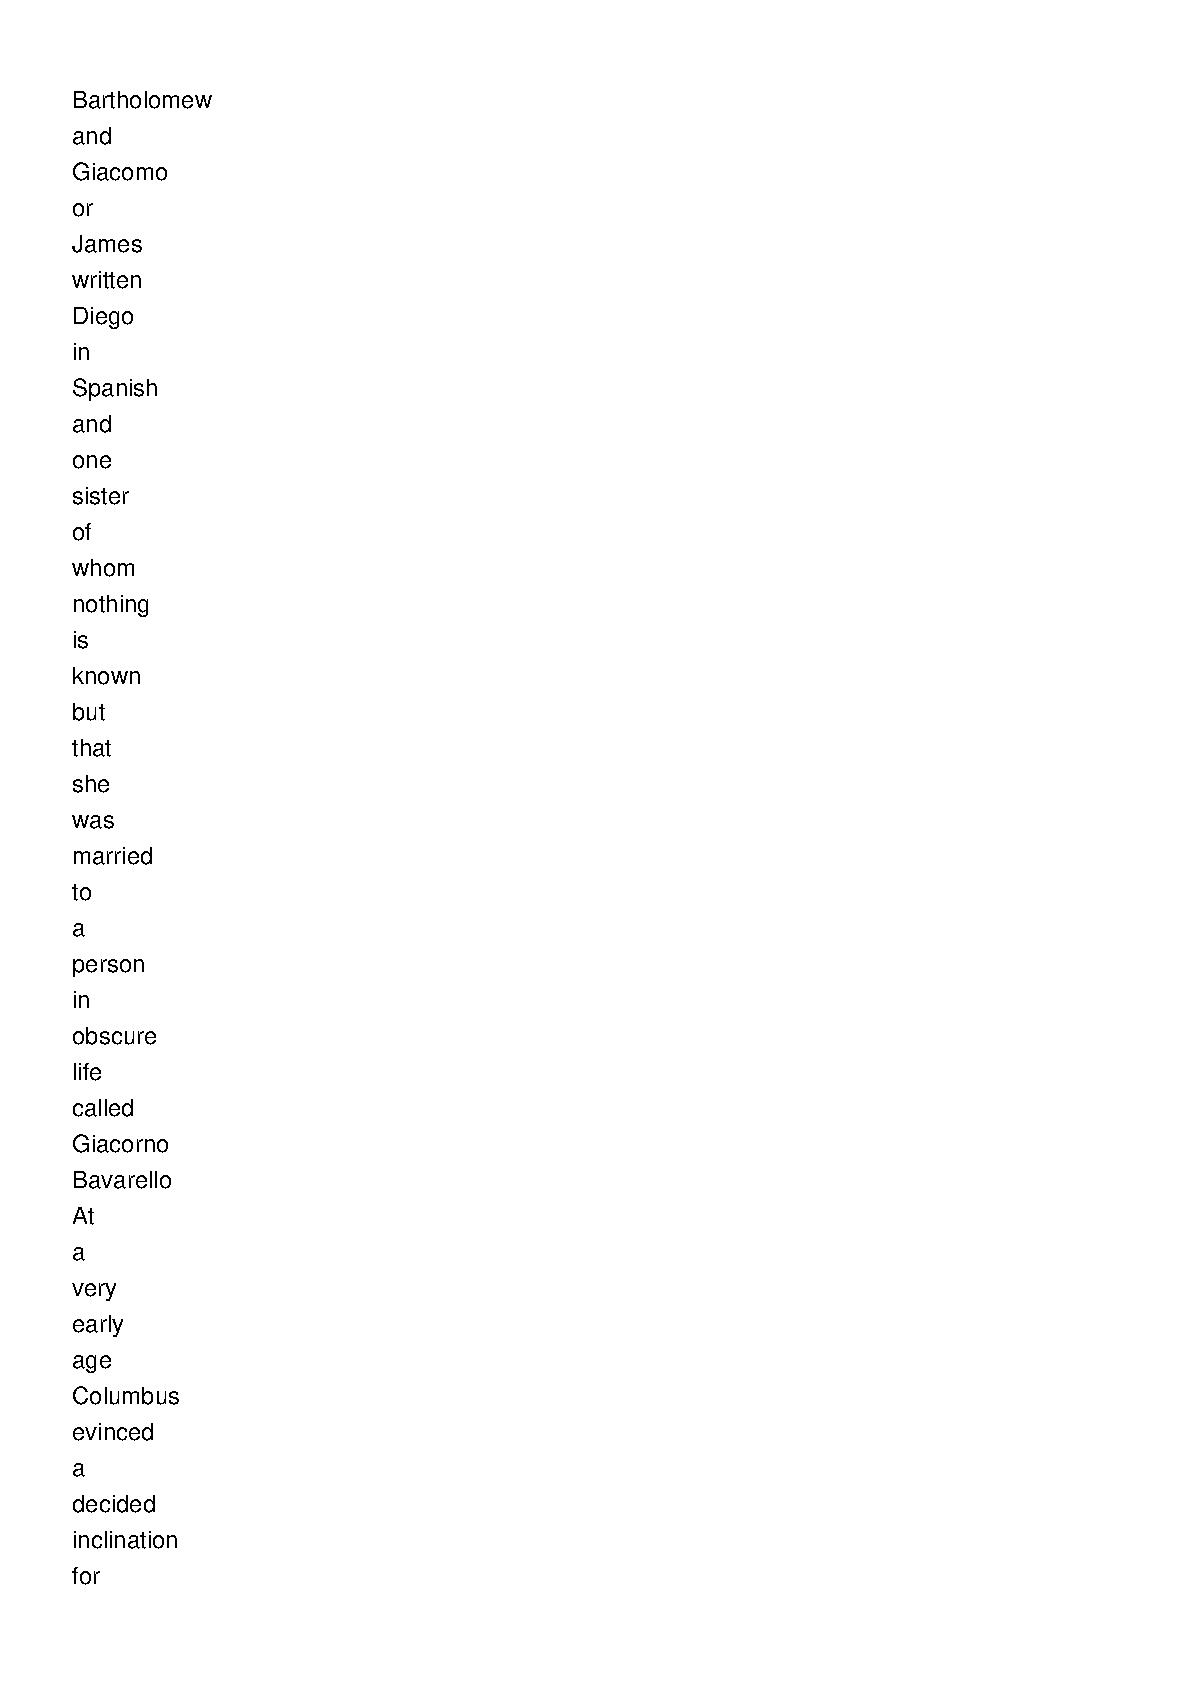 Bartholomew
and
Giacomo
or
James
written
Diego
in
Spanish
and
one
sister
of
whom
nothing
is
known
but
that
she
was
married
to
a
person
in
obscure
life
called
Giacorno
Bavarello
At
a
very
early
age
Columbus
evinced
a
decided
inclination
for